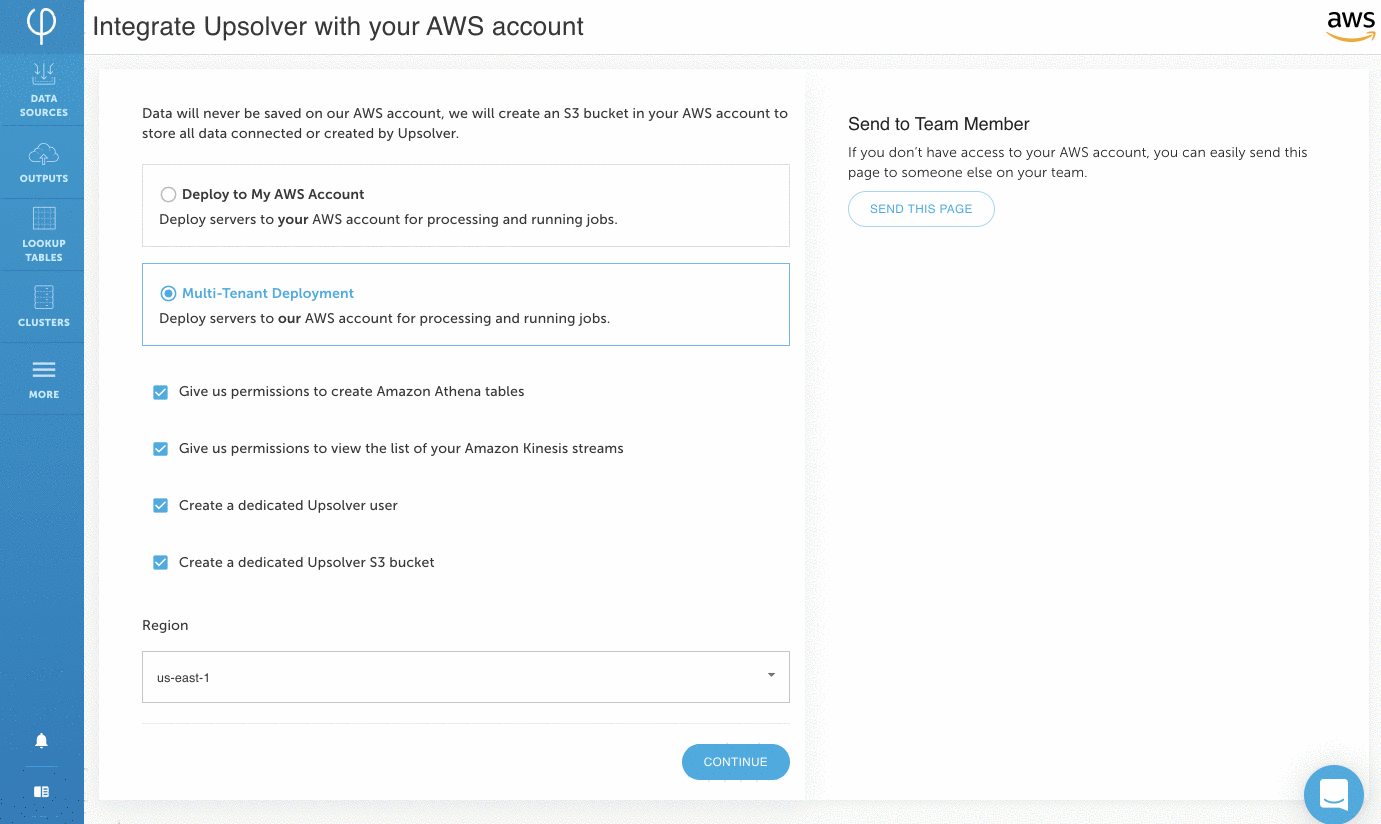 Integrate Upsolver with your AWS account
aws
DATA
SOURCES
OUTPUTS
LOOKUP
TABLES
CLUSTERS
MORE
Data will never be saved on our AWS account, we will create an S3 bucket in your AWS account to
store all data connected or created by Upsolver.
Deploy to My AWS Account
Deploy servers to your AWS account for processing and running jobs.
Multi-Tenant Deployment
Deploy servers to our AWS account for processing and running jobs.
Give us permissions to create Amazon Athena tables
Give us permissions to view the list of your Amazon Kinesis streams
Create a dedicated Upsolver user
Create a dedicated Upsolver S3 bucket
Region
us-east-1
CONTINUE
Send to Team Member
If you don’t have access to your AWS account, you can easily send this
page to someone else on your team.
SEND THIS PAGE